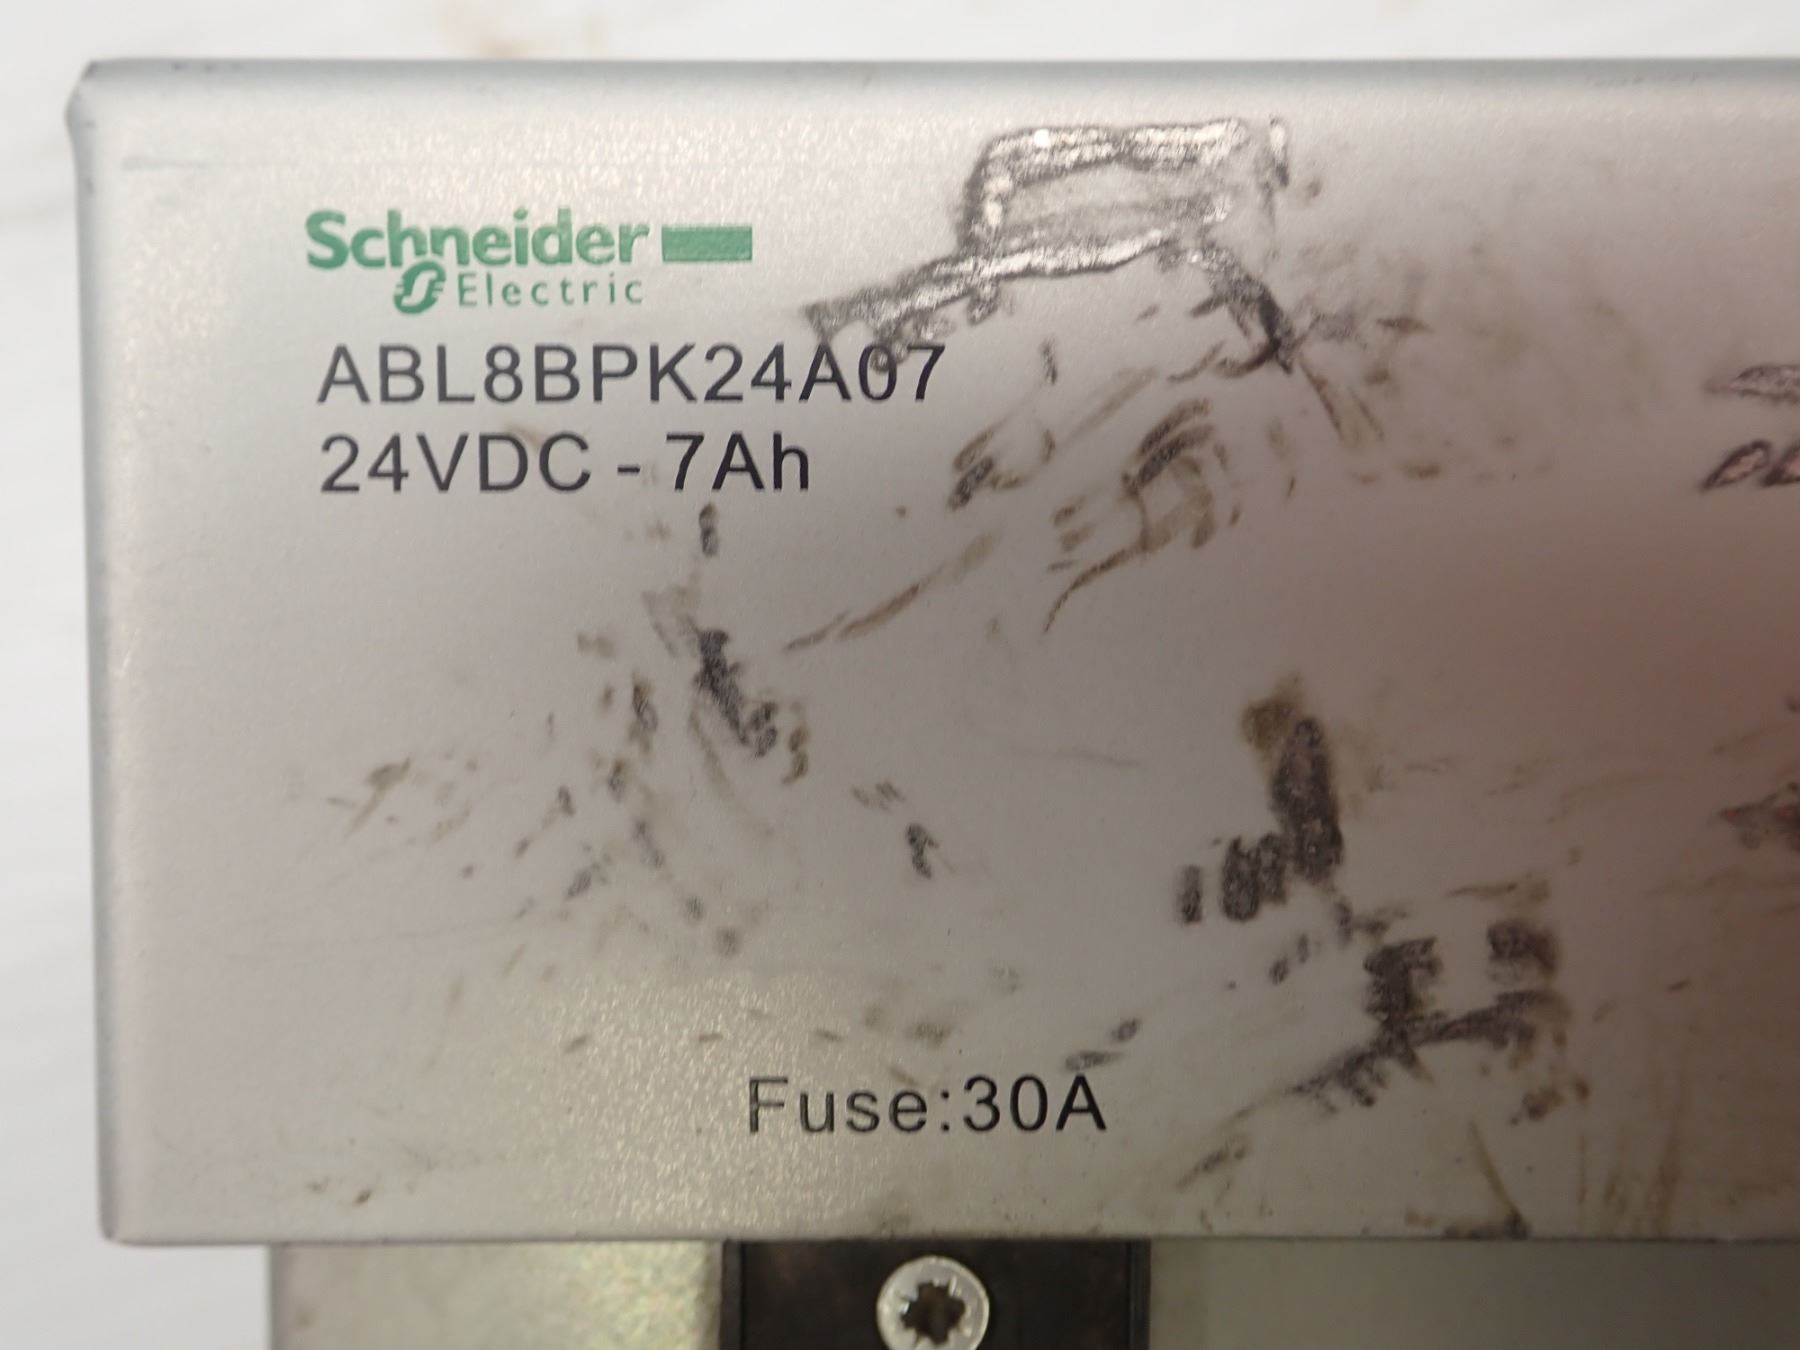 Schneider
Electric
ABL8BPK24A07
24VDC - 7Ah
Fuse:30A